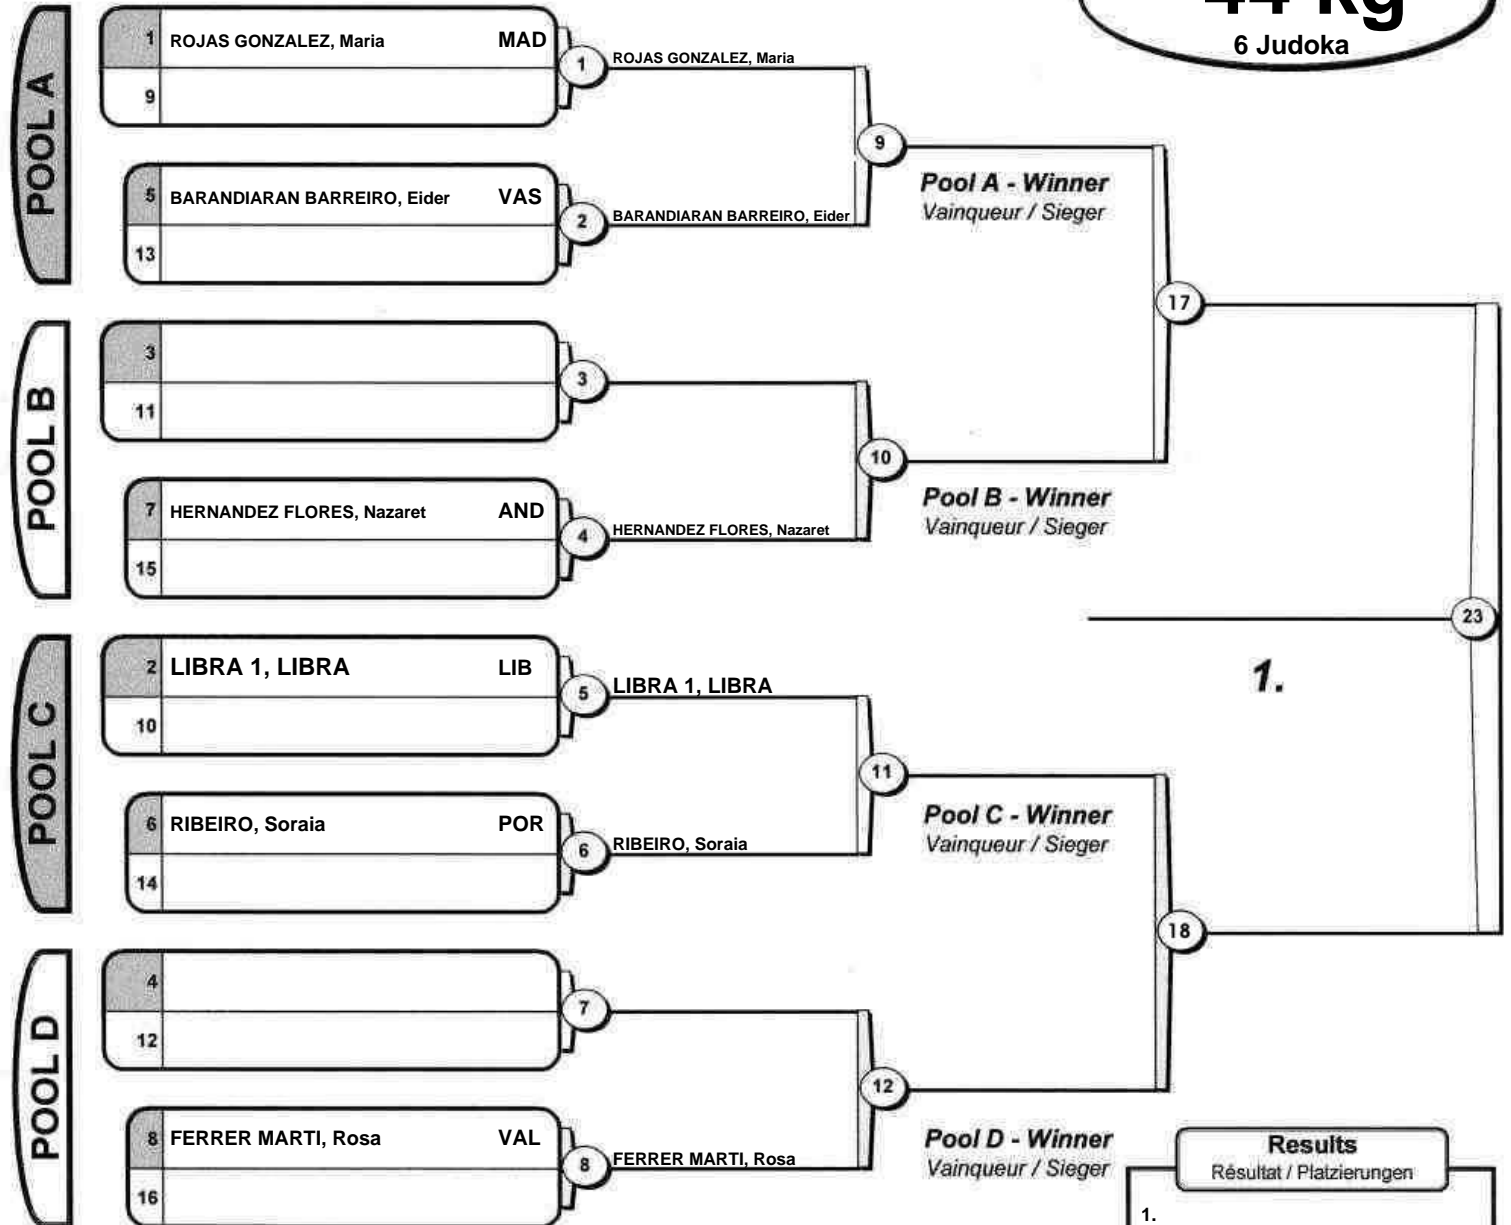 44 kg
6 Judoka
POOL A
1 ROJAS GONZALEZ, Maria MAD
9
1 ROJAS GONZALEZ, Maria
5 BARANDIARAN BARREIRO, Eider VAS
13
2 BARANDIARAN BARREIRO, Eider
9
Pool A - Winner
Vainqueur / Sieger
17
POOL B
3
11
3
7 HERNANDEZ FLORES, Nazaret AND
15
4 HERNANDEZ FLORES, Nazaret
10
Pool B - Winner
Vainqueur / Sieger
23
1.
POOL C
2 LIBRA 1, LIBRA LIB
10
5 LIBRA 1, LIBRA
6 RIBEIRO, Soraia POR
14
6 RIBEIRO, Soraia
11
Pool C - Winner
Vainqueur / Sieger
18
POOL D
4
12
7
8 FERRER MARTI, Rosa VAL
16
8 FERRER MARTI, Rosa
12
Pool D - Winner
Vainqueur / Sieger
Results
Résultat / Platzierungen
1.